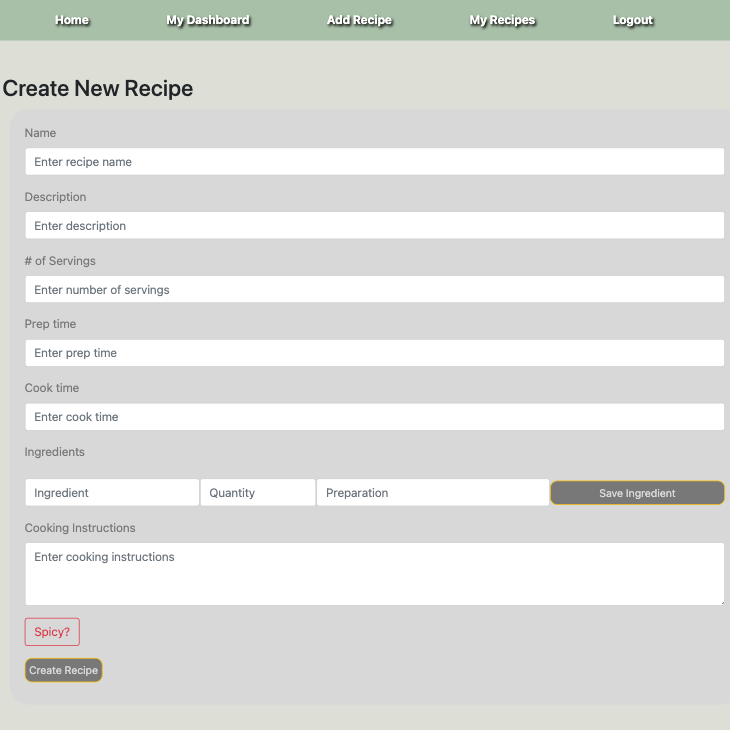 Home My Dashboard Add Recipe My Recipes Logout
Create New Recipe
Name
Enter recipe name
Description
Enter description
# of Servings
Enter number of servings
Prep time
Enter prep time
Cook time
Enter cook time
Ingredients
Ingredient Quantity Preparation Save Ingredient
Cooking Instructions
Enter cooking instructions
Spicy?
Create Recipe